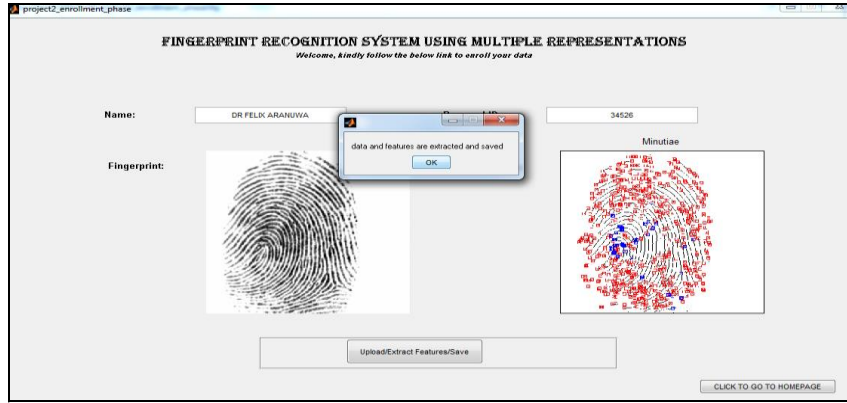 project2_enrollment_phase
FINGERPRINT RECOGNITION SYSTEM USING MULTIPLE REPRESENTATIONS
Welcome, kindly follow the below link to enroll your data
Name:
DR FELIX ARANUWA
34526
data and features are extracted and saved
OK
Minutiae
Fingerprint:
Upload/Extract Features/Save
CLICK TO GO TO HOMEPAGE